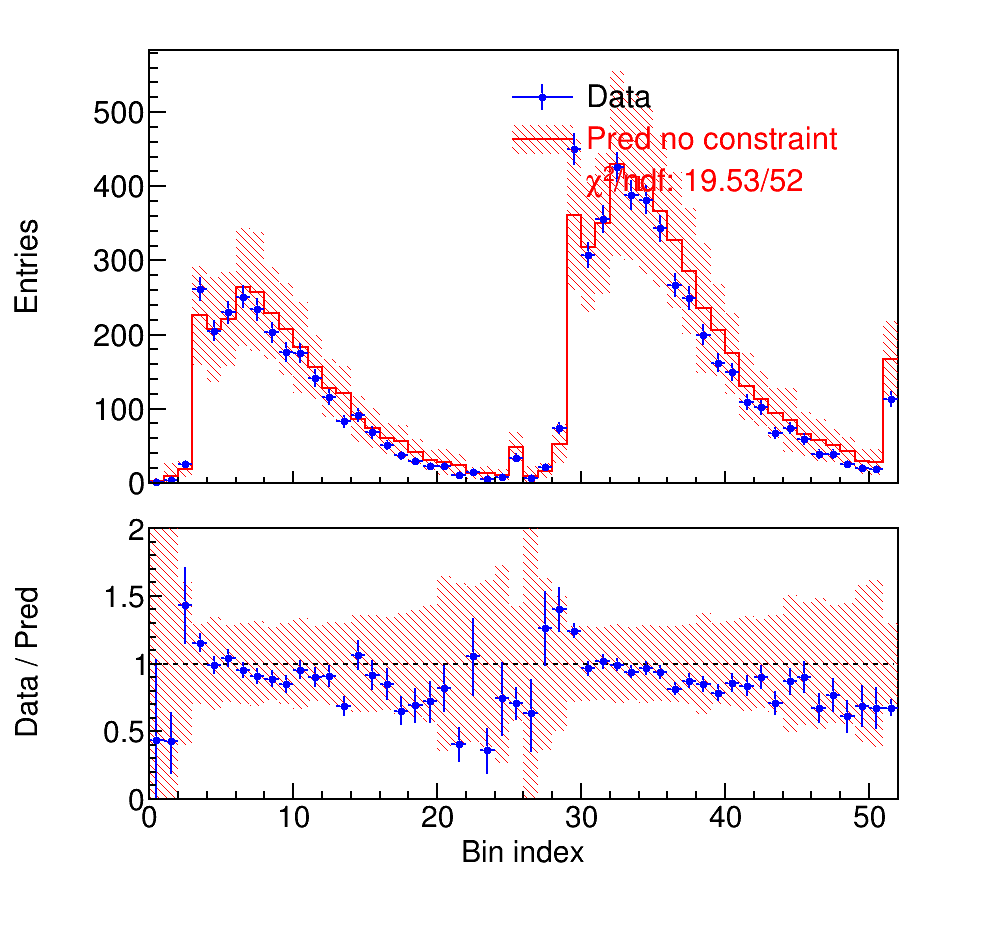 500
400
300
200
100
0
Entries
Data
Pred no constraint
χ²/ndf: 19.53/52
2
1.5
1
0.5
0
Data / Pred
0 10 20 30 40 50
Bin index